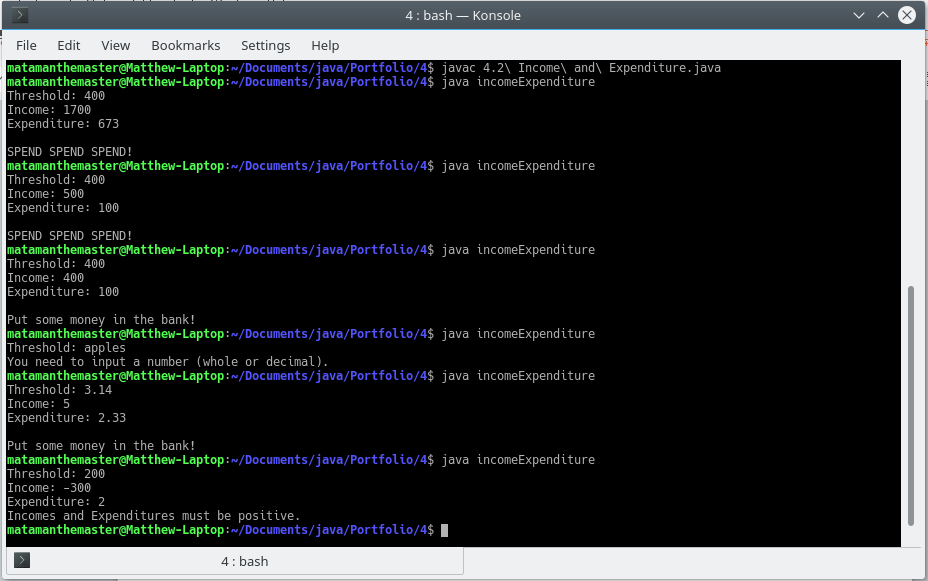 4 : bash — Konsole
File Edit View Bookmarks Settings Help
matamanthemaster@Matthew-Laptop:~/Documents/java/Portfolio/4$ javac 4.2\ Income\ and\ Expenditure.java
matamanthemaster@Matthew-Laptop:~/Documents/java/Portfolio/4$ java incomeExpenditure
Threshold: 400
Income: 1700
Expenditure: 673
SPEND SPEND SPEND!
matamanthemaster@Matthew-Laptop:~/Documents/java/Portfolio/4$ java incomeExpenditure
Threshold: 400
Income: 500
Expenditure: 100
SPEND SPEND SPEND!
matamanthemaster@Matthew-Laptop:~/Documents/java/Portfolio/4$ java incomeExpenditure
Threshold: 400
Income: 400
Expenditure: 100
Put some money in the bank!
matamanthemaster@Matthew-Laptop:~/Documents/java/Portfolio/4$ java incomeExpenditure
Threshold: apples
You need to input a number (whole or decimal).
matamanthemaster@Matthew-Laptop:~/Documents/java/Portfolio/4$ java incomeExpenditure
Threshold: 3.14
Income: 5
Expenditure: 2.33
Put some money in the bank!
matamanthemaster@Matthew-Laptop:~/Documents/java/Portfolio/4$ java incomeExpenditure
Threshold: 200
Income: -300
Expenditure: 2
Incomes and Expenditures must be positive.
matamanthemaster@Matthew-Laptop:~/Documents/java/Portfolio/4$
4 : bash